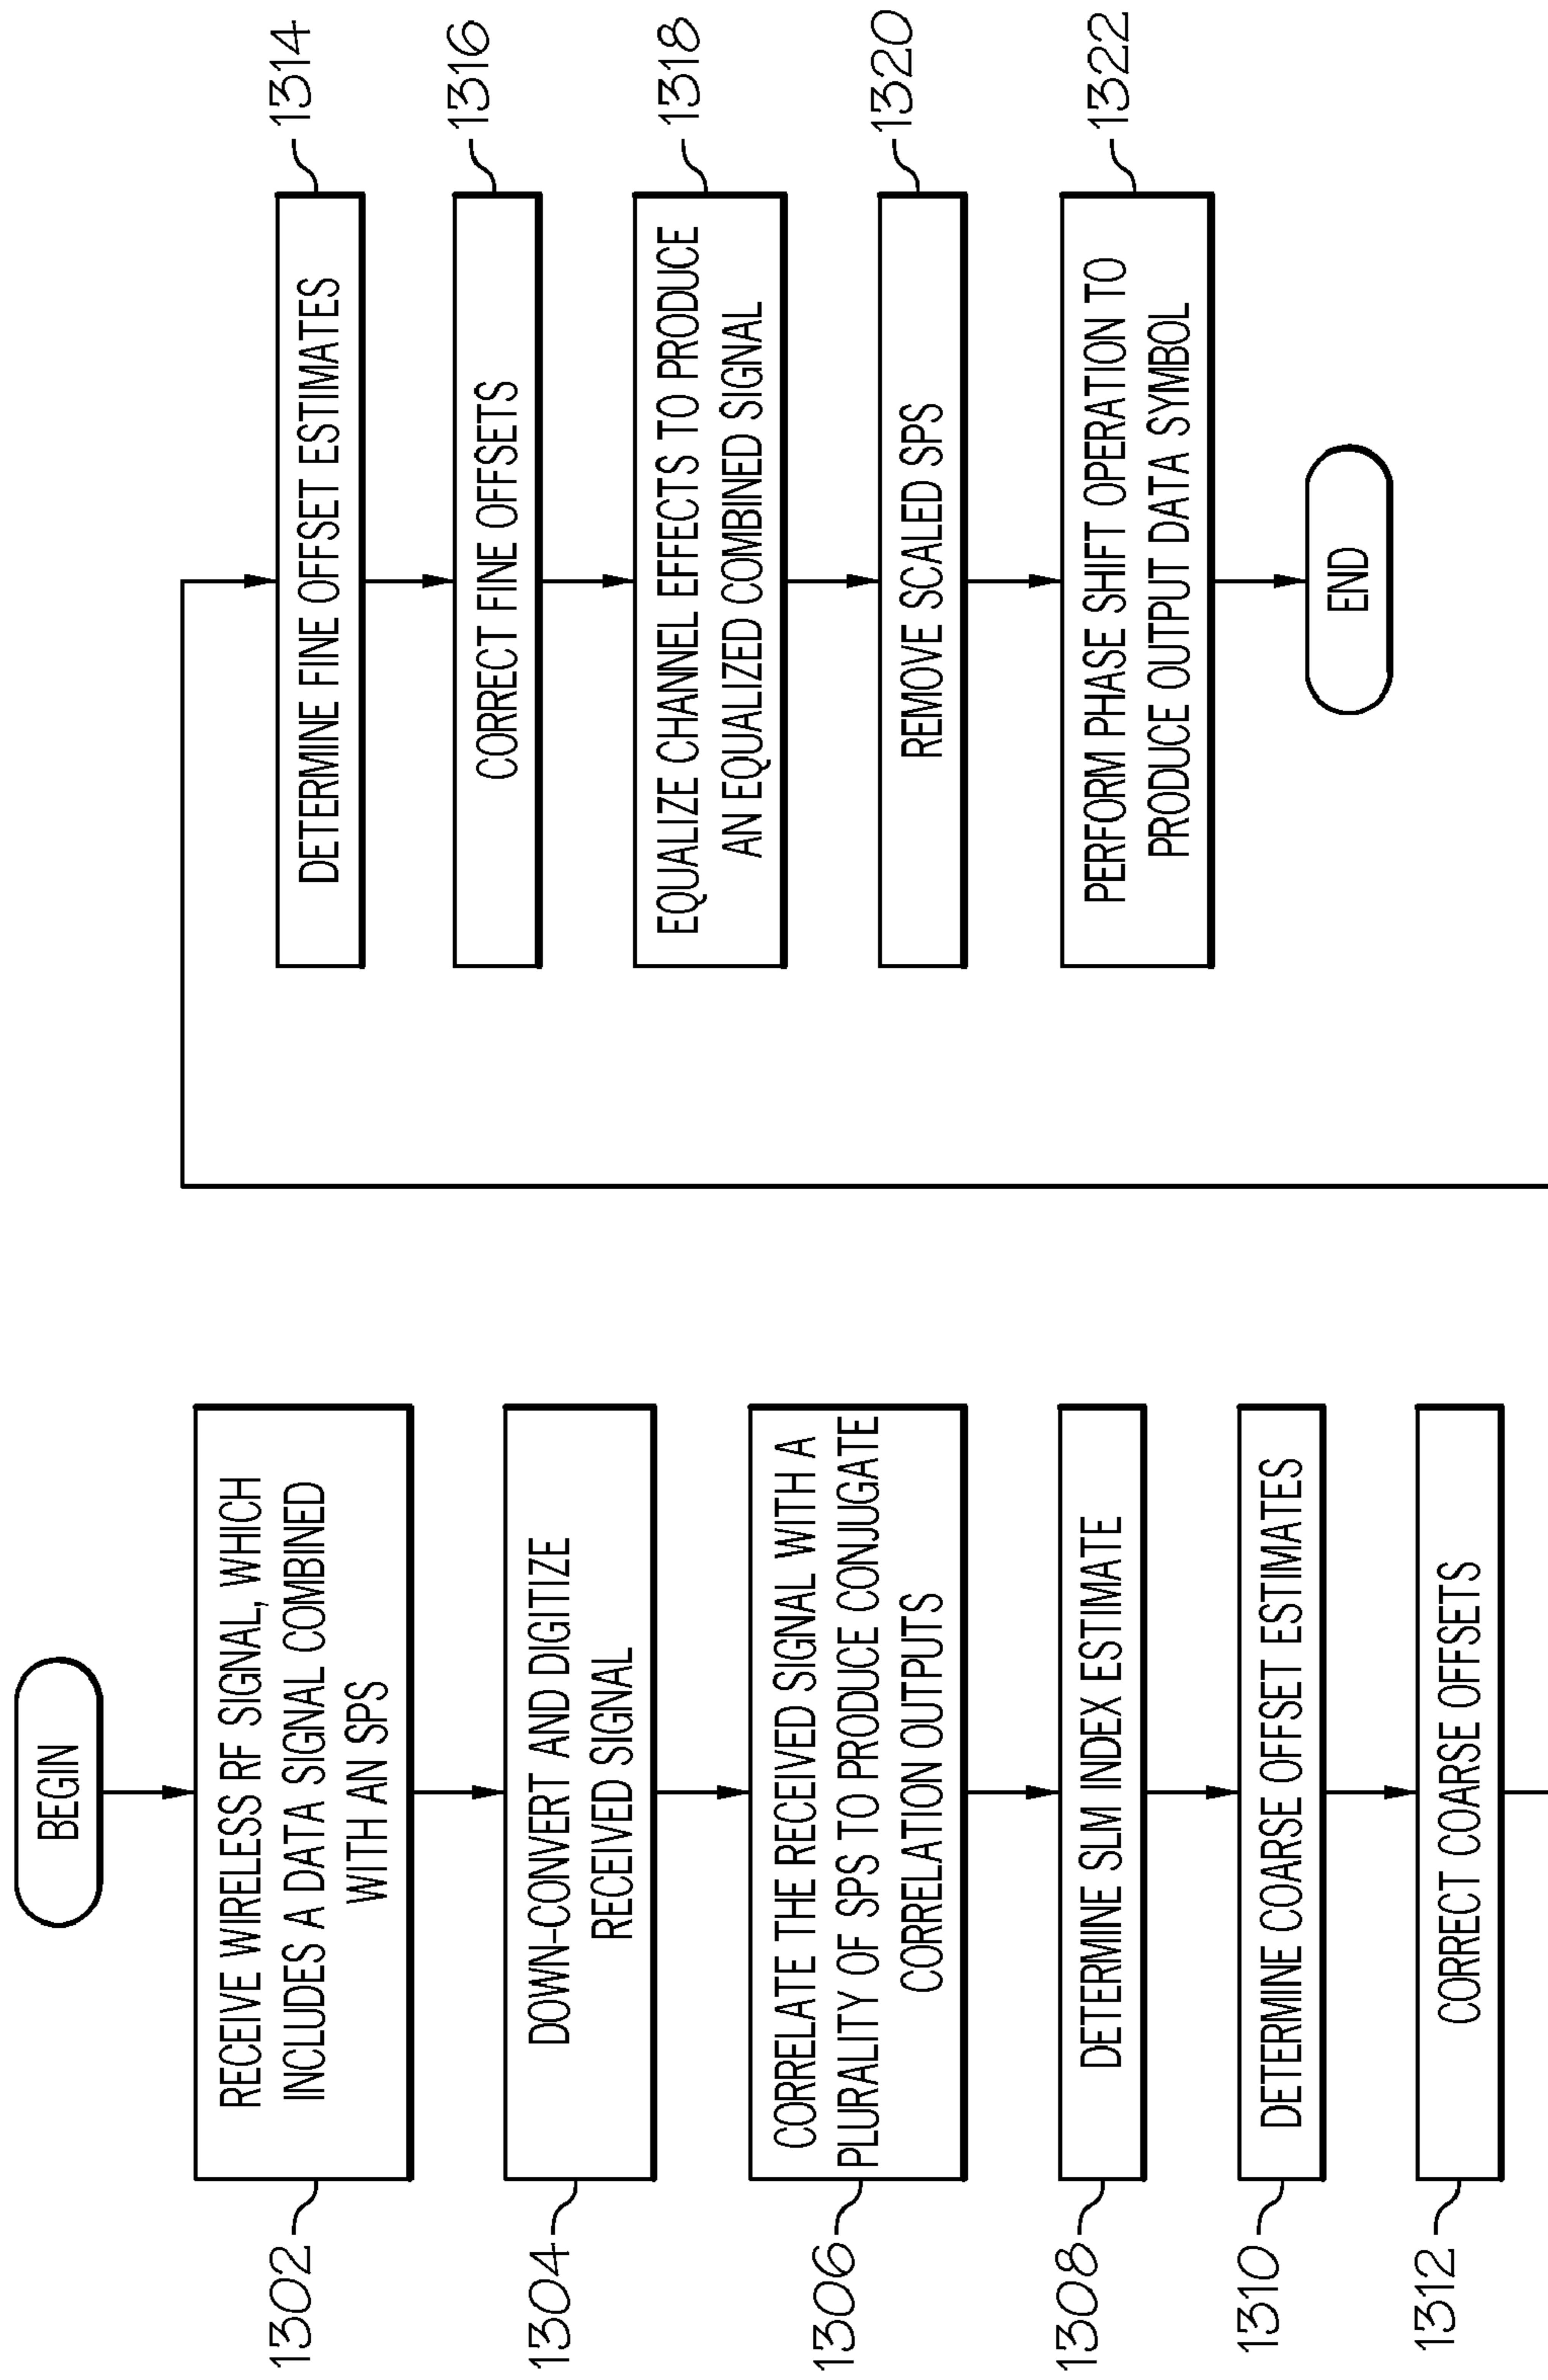 BEGIN
1302
RECEIVE WIRELESS RF SIGNAL, WHICH
INCLUDES A DATA SIGNAL COMBINED
WITH AN SPS
1304
DOWN-CONVERT AND DIGITIZE
RECEIVED SIGNAL
1306
CORRELATE THE RECEIVED SIGNAL WITH A
PLURALITY OF SPS TO PRODUCE CONJUGATE
CORRELATION OUTPUTS
1308
DETERMINE SLM INDEX ESTIMATE
1310
DETERMINE COARSE OFFSET ESTIMATES
1312
CORRECT COARSE OFFSETS
DETERMINE FINE OFFSET ESTIMATES
1314
CORRECT FINE OFFSETS
1316
EQUALIZE CHANNEL EFFECTS TO PRODUCE
AN EQUALIZED COMBINED SIGNAL
1318
REMOVE SCALED SPS
1320
PERFORM PHASE SHIFT OPERATION TO
PRODUCE OUTPUT DATA SYMBOL
1322
END